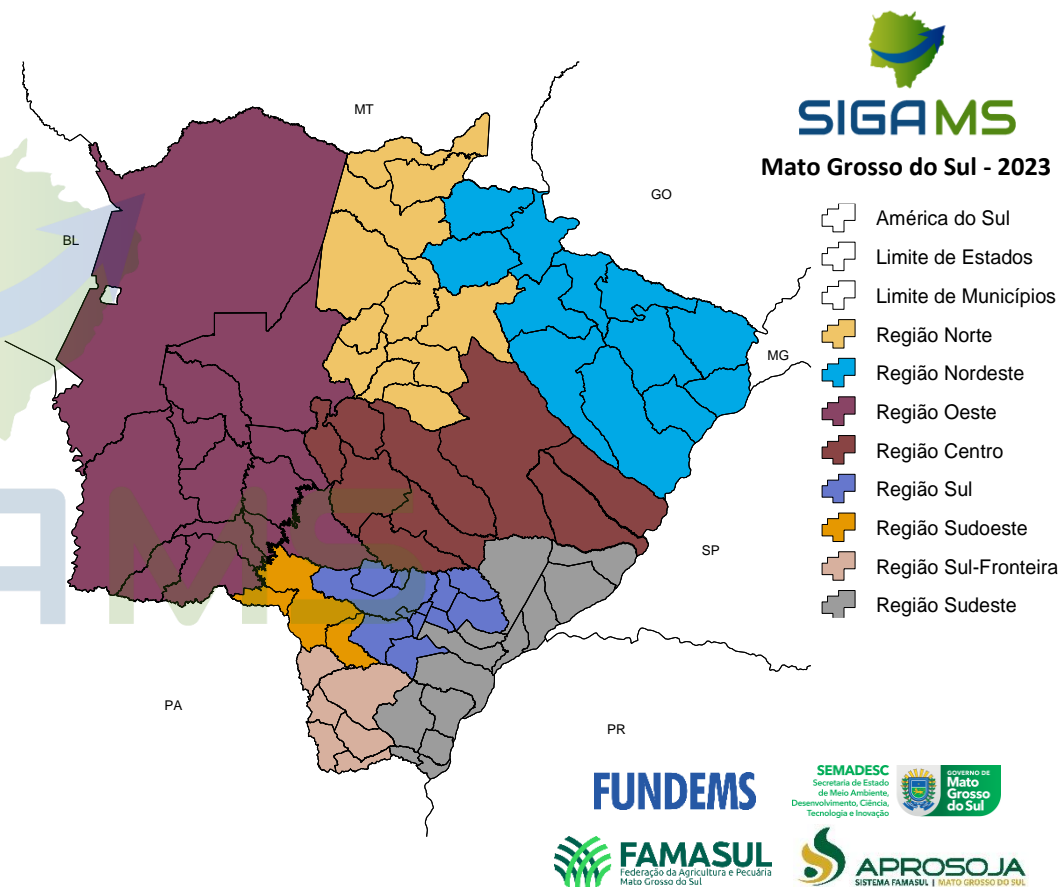 MT
GO
BL
MG
SP
PA
PR
SIGAMS
Mato Grosso do Sul - 2023
América do Sul
Limite de Estados
Limite de Municípios
Região Norte
Região Nordeste
Região Oeste
Região Centro
Região Sul
Região Sudoeste
Região Sul-Fronteira
Região Sudeste
A MS
FUNDEMS
SEMADESC
Secretaria de Estado
de Meio Ambiente,
Desenvolvimento, Ciência,
Tecnologia e Inovação
GOVERNO DE
Mato
Grosso
do Sul
FAMASUL
Federação da Agricultura e Pecuária
Mato Grosso do Sul
APROSOJA
SISTEMA FAMASUL | MATO GROSSO DO SUL